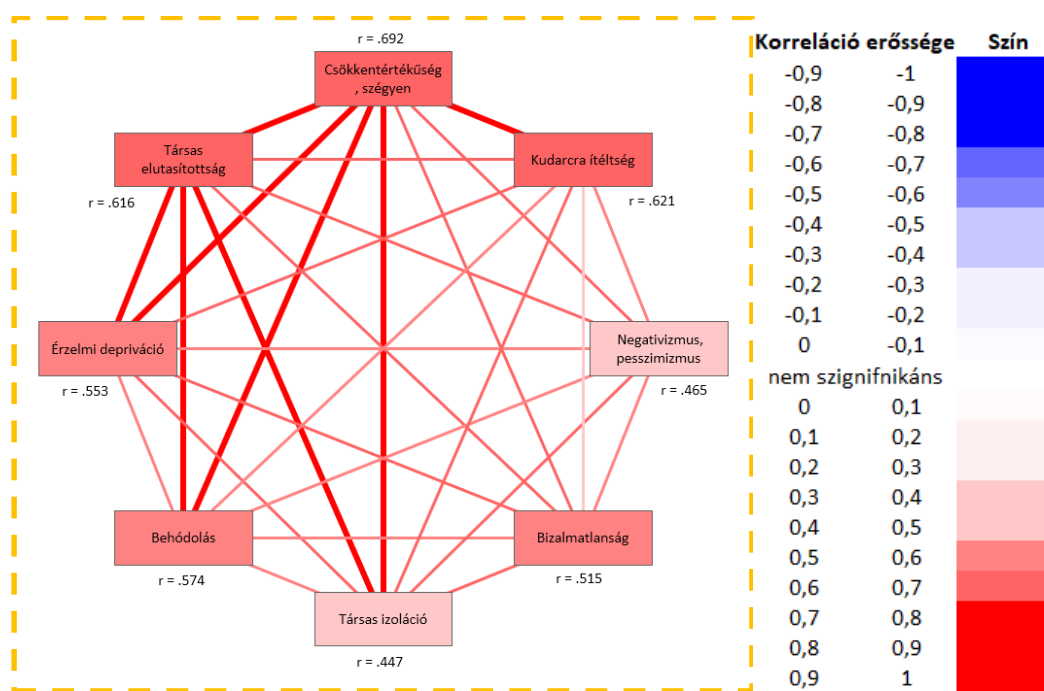 r = .692
Csökkentértékűség
, szégyen
Társas
elutasítottság
r = .616
Kudarcra ítéltség
r = .621
Érzelmi depriváció
r = .553
Negativizmus,
pesszimizmus
r = .465
Behódolás
r = .574
Bizalmatlanság
r = .515
Társas izoláció
r = .447
Korreláció erőssége Szín
-0,9 -1
-0,8 -0,9
-0,7 -0,8
-0,6 -0,7
-0,5 -0,6
-0,4 -0,5
-0,3 -0,4
-0,2 -0,3
-0,1 -0,2
0 -0,1
nem szignifnikáns
0 0,1
0,1 0,2
0,2 0,3
0,3 0,4
0,4 0,5
0,5 0,6
0,6 0,7
0,7 0,8
0,8 0,9
0,9 1